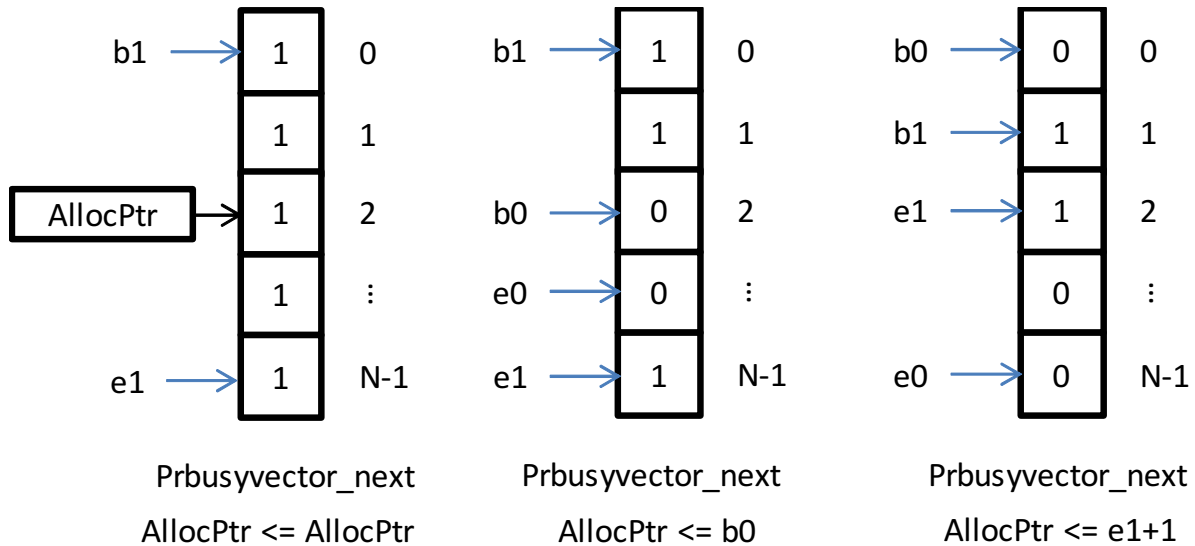 b1 1 0 b1 1 0 b0 0 0
1 1 1 1 b1 1 1
AllocPtr 1 2 b0 0 2 e1 1 2
1 ⋮ e0 0 ⋮ 0 ⋮
e1 1 N-1 e1 1 N-1 e0 0 N-1
Prbusyvector_next Prbusyvector_next Prbusyvector_next
AllocPtr <= AllocPtr AllocPtr <= b0 AllocPtr <= e1+1